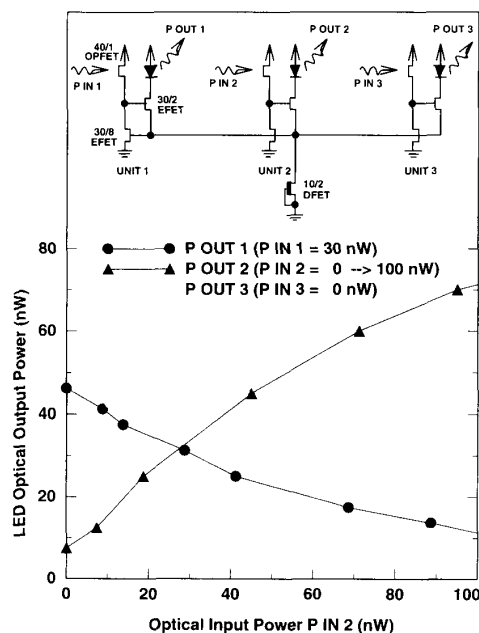 P OUT 1
P OUT 2
P OUT 3
40/1
OPFET
P IN 1
P IN 2
P IN 3
30/2
EFET
30/8
EFET
UNIT 1
UNIT 2
UNIT 3
10/2
DFET
P OUT 1 (P IN 1 = 30 nW)
P OUT 2 (P IN 2 = 0 --> 100 nW)
P OUT 3 (P IN 3 = 0 nW)
LED Optical Output Power (nW)
80
60
40
20
0
0 20 40 60 80 100
Optical Input Power P IN 2 (nW)